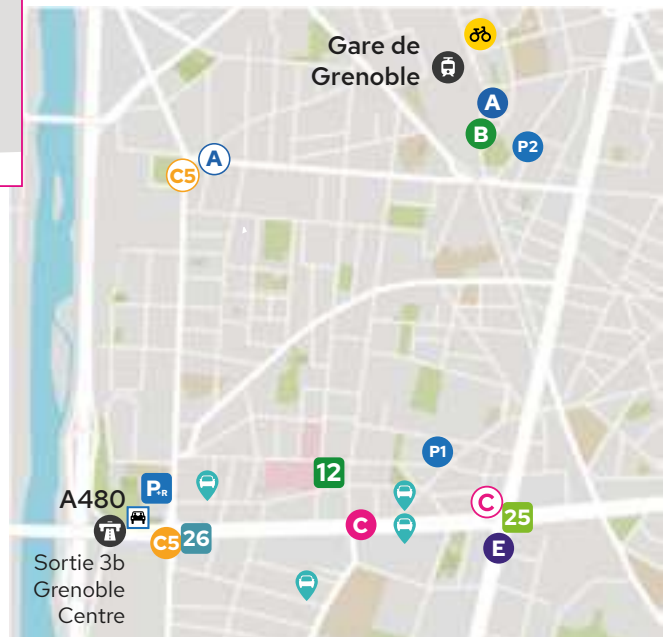 Gare de
Grenoble
A
B
P2
A
C5
P1
12
C
25
P+R
A480
C
26
C5
E
Sortie 3b
Grenoble
Centre